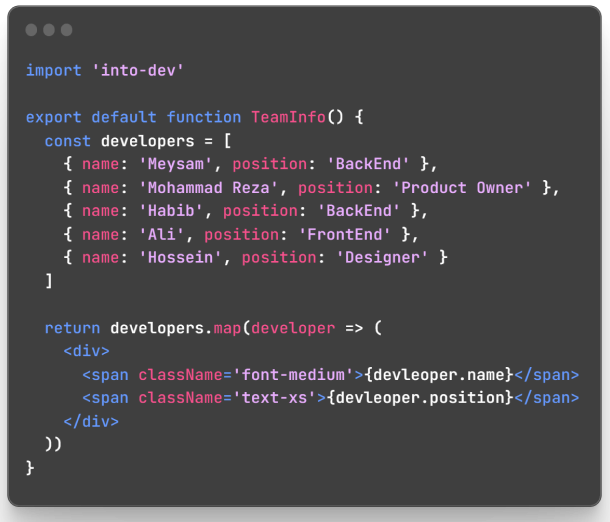 import 'into-dev'

export default function TeamInfo() {
  const developers = [
    { name: 'Meysam', position: 'BackEnd' },
    { name: 'Mohammad Reza', position: 'Product Owner' },
    { name: 'Habib', position: 'BackEnd' },
    { name: 'Ali', position: 'FrontEnd' },
    { name: 'Hossein', position: 'Designer' }
  ]

  return developers.map(developer => (
    <div>
      <span className='font-medium'>{devleoper.name}</span>
      <span className='text-xs'>{devleoper.position}</span>
    </div>
  ))
}